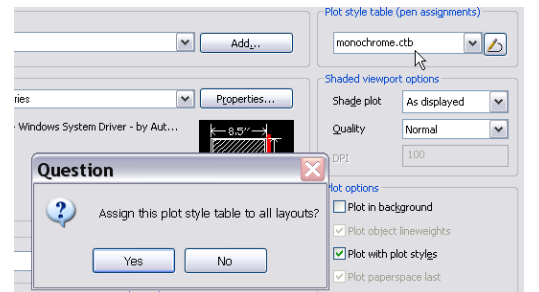 Plot style table (pen assignments)
Add...
monochrome.ctb
Shaded viewport options
ries
Properties...
Shade plot
As displayed
- Windows System Driver - by Aut...
8.5"
Quality
Normal
DPI
100
Question
Plot options
Assign this plot style table to all layouts?
Plot in background
Plot object lineweights
Yes
No
Plot with plot styles
Plot paperspace last